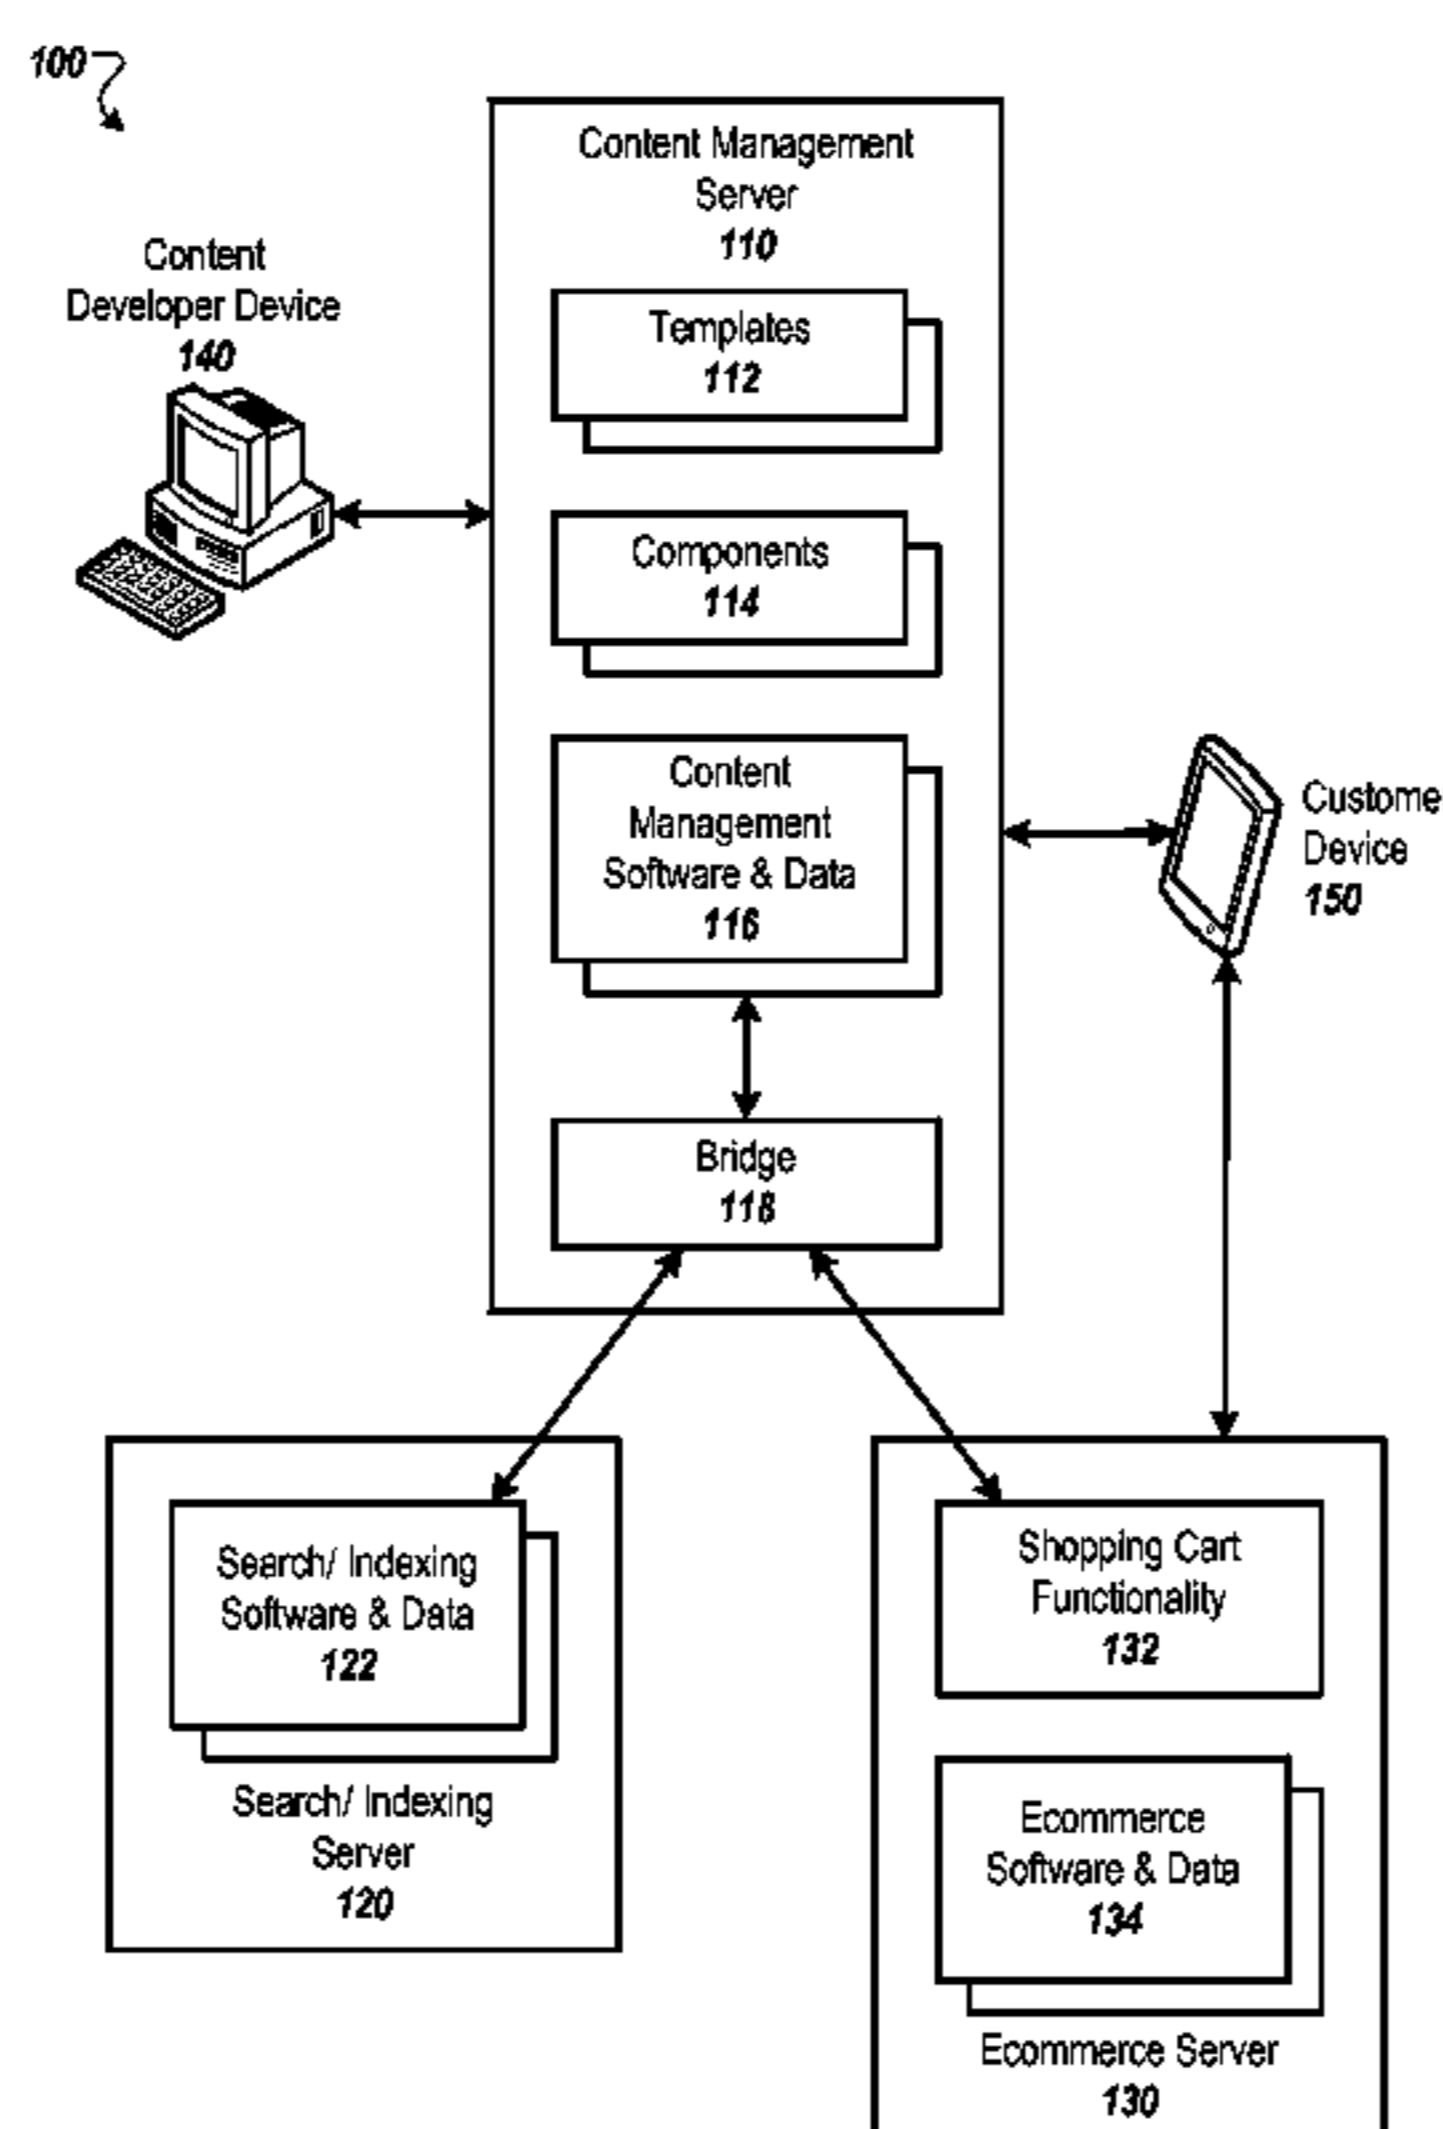 100
Content Management
Server
110
Content
Developer Device
140
Templates
112
Components
114
Content
Management
Software & Data
116
Custome
Device
150
Bridge
118
Search/ Indexing
Software & Data
122
Search/ Indexing
Server
120
Shopping Cart
Functionality
132
Ecommerce
Software & Data
134
Ecommerce Server
130